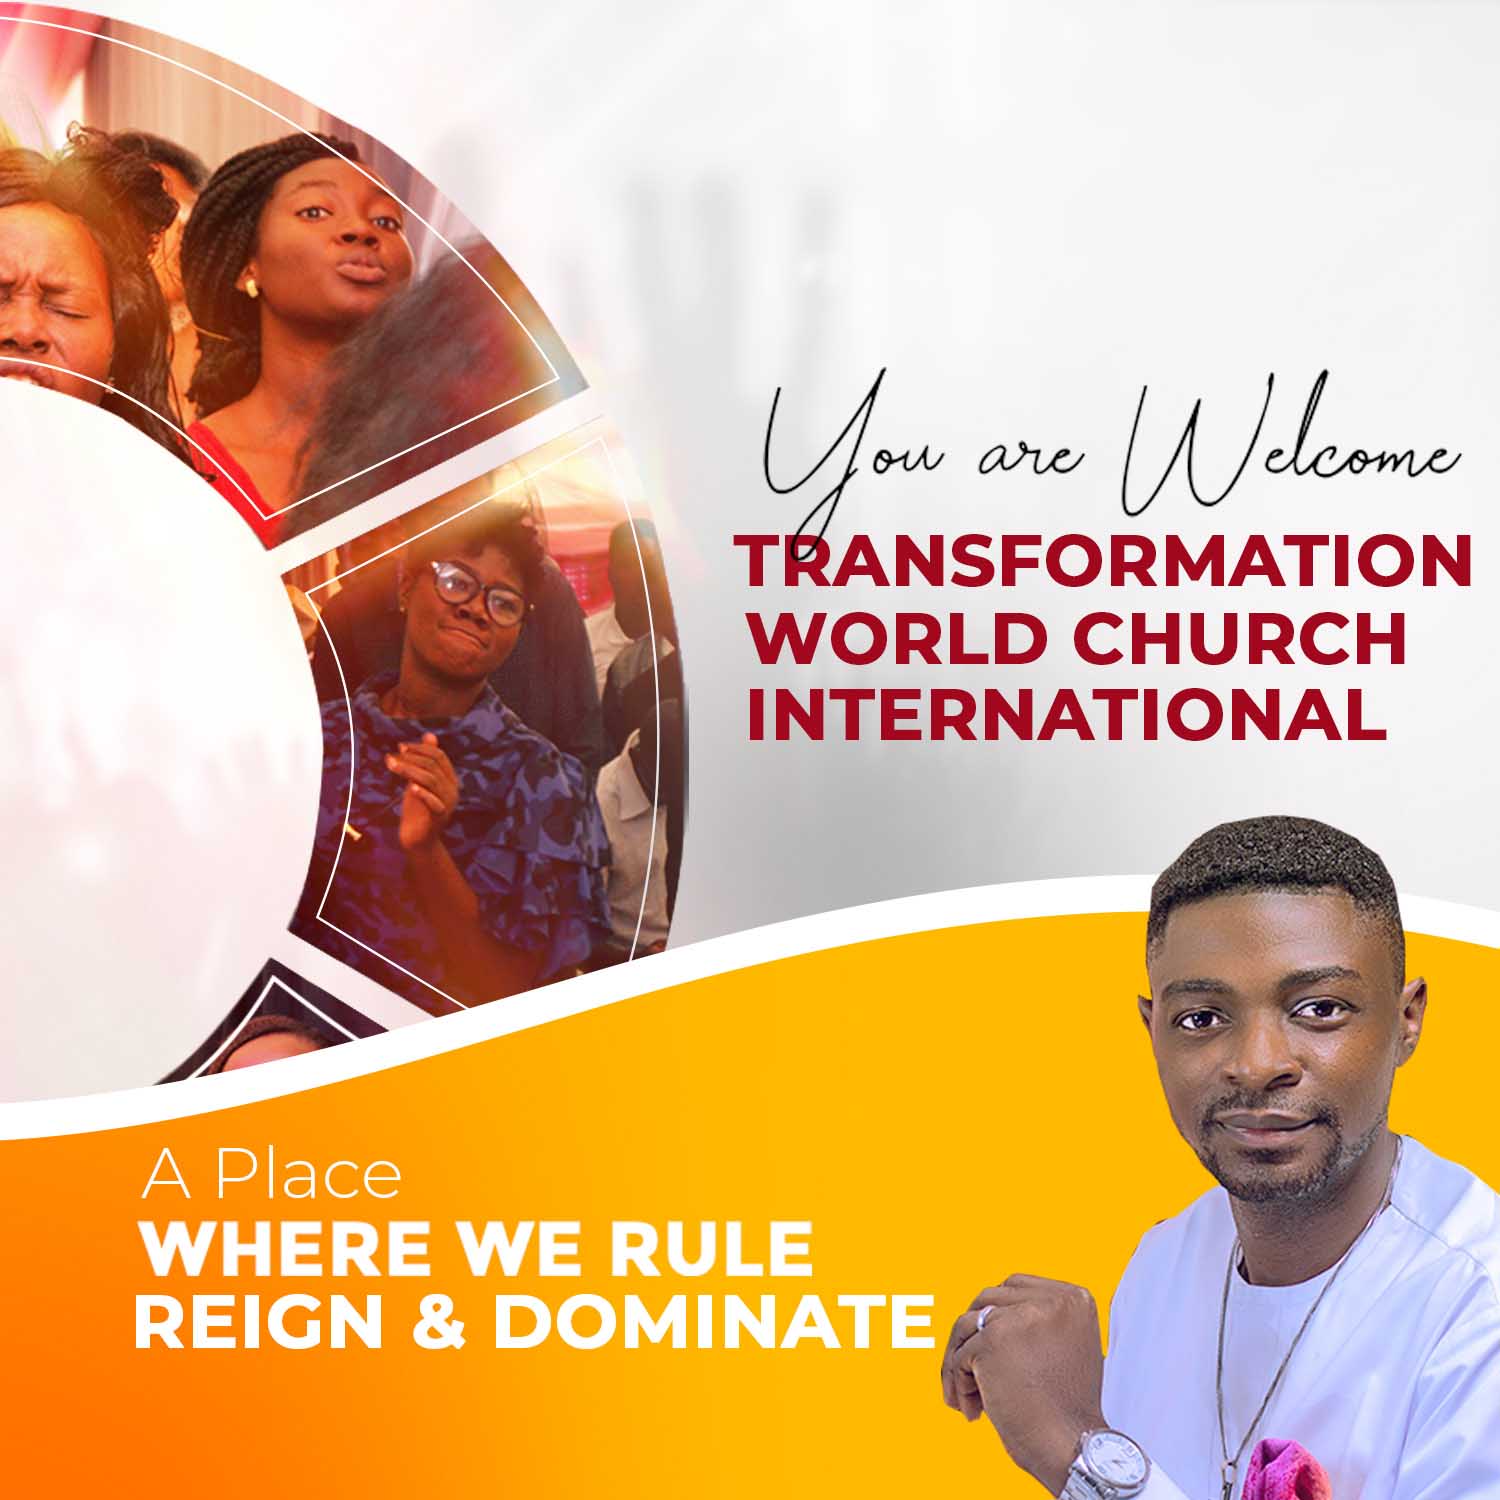 You are Welcome
TRANSFORMATION
WORLD CHURCH
INTERNATIONAL
A Place
WHERE WE RULE
REIGN & DOMINATE